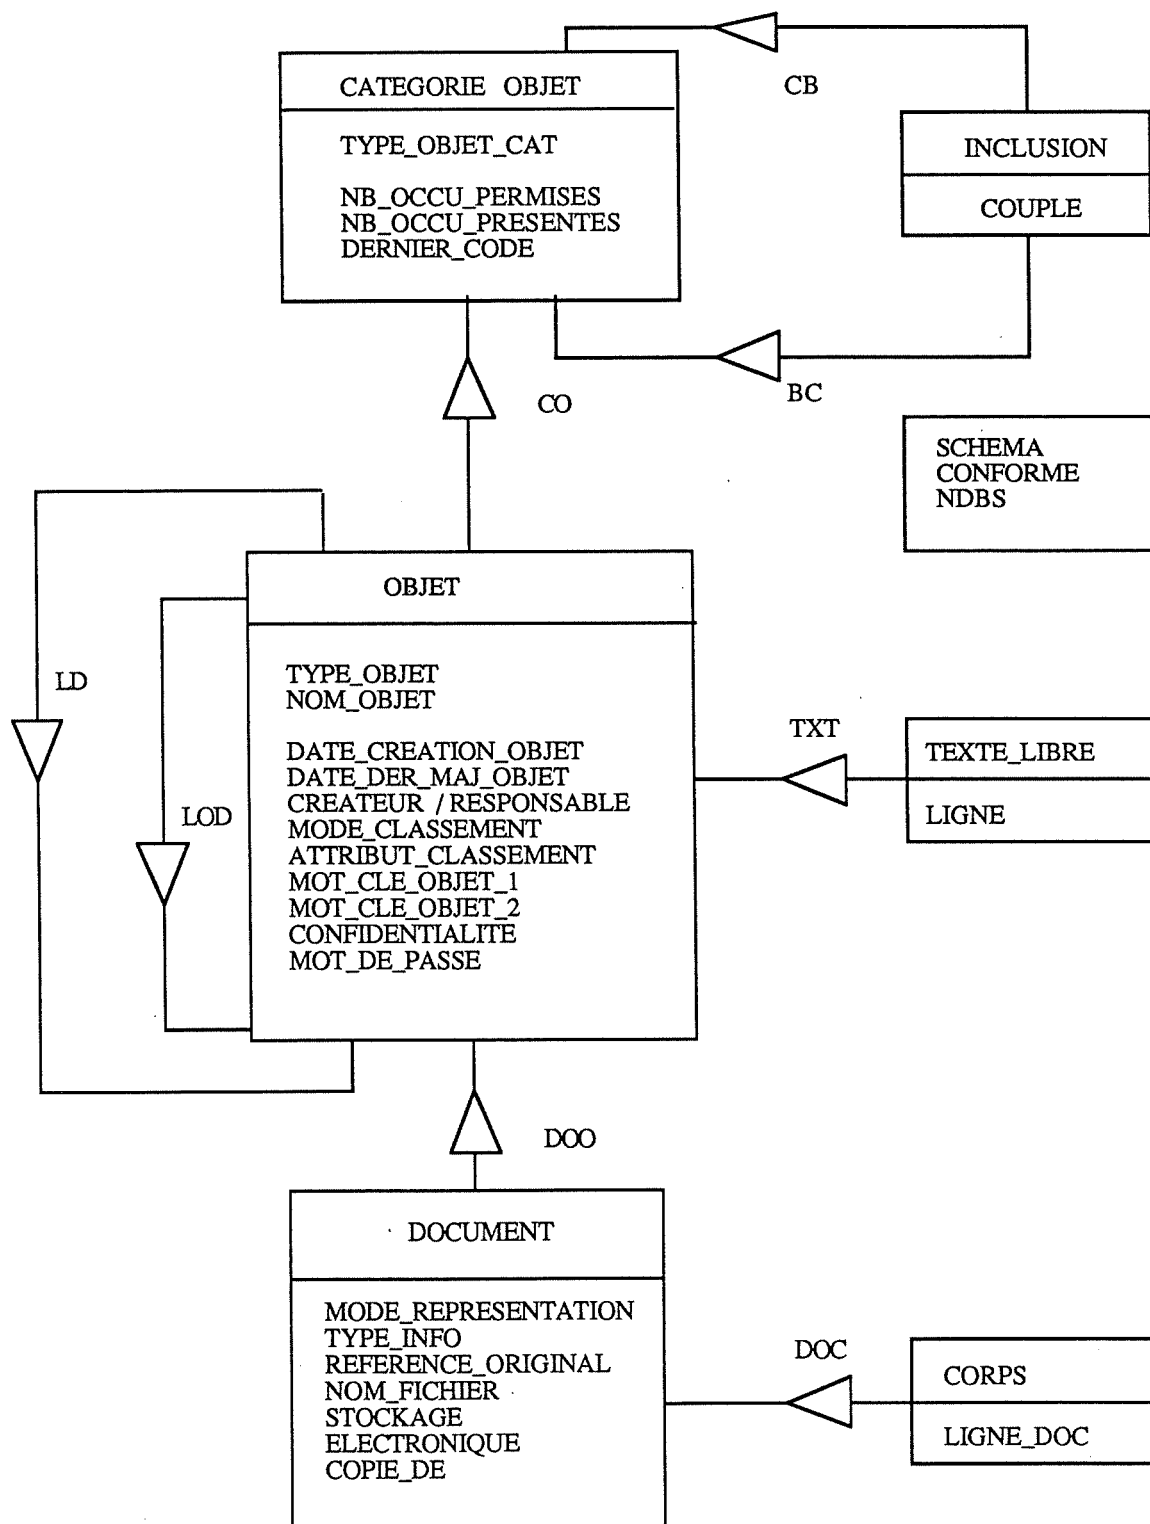 CATEGORIE OBJET
TYPE_OBJET_CAT
NB_OCCU_PERMISES
NB_OCCU_PRESENTES
DERNIER_CODE
CB
INCLUSION
COUPLE
BC
CO
SCHEMA
CONFORME
NDBS
OBJET
TYPE_OBJET
NOM_OBJET
DATE_CREATION_OBJET
DATE_DER_MAJ_OBJET
CREATEUR / RESPONSABLE
MODE_CLASSEMENT
ATTRIBUT_CLASSEMENT
MOT_CLE_OBJET_1
MOT_CLE_OBJET_2
CONFIDENTIALITE
MOT_DE_PASSE
LD
LOD
TXT
TEXTE_LIBRE
LIGNE
DOO
DOCUMENT
MODE_REPRESENTATION
TYPE_INFO
REFERENCE_ORIGINAL
NOM_FICHIER
STOCKAGE
ELECTRONIQUE
COPIE_DE
DOC
CORPS
LIGNE_DOC